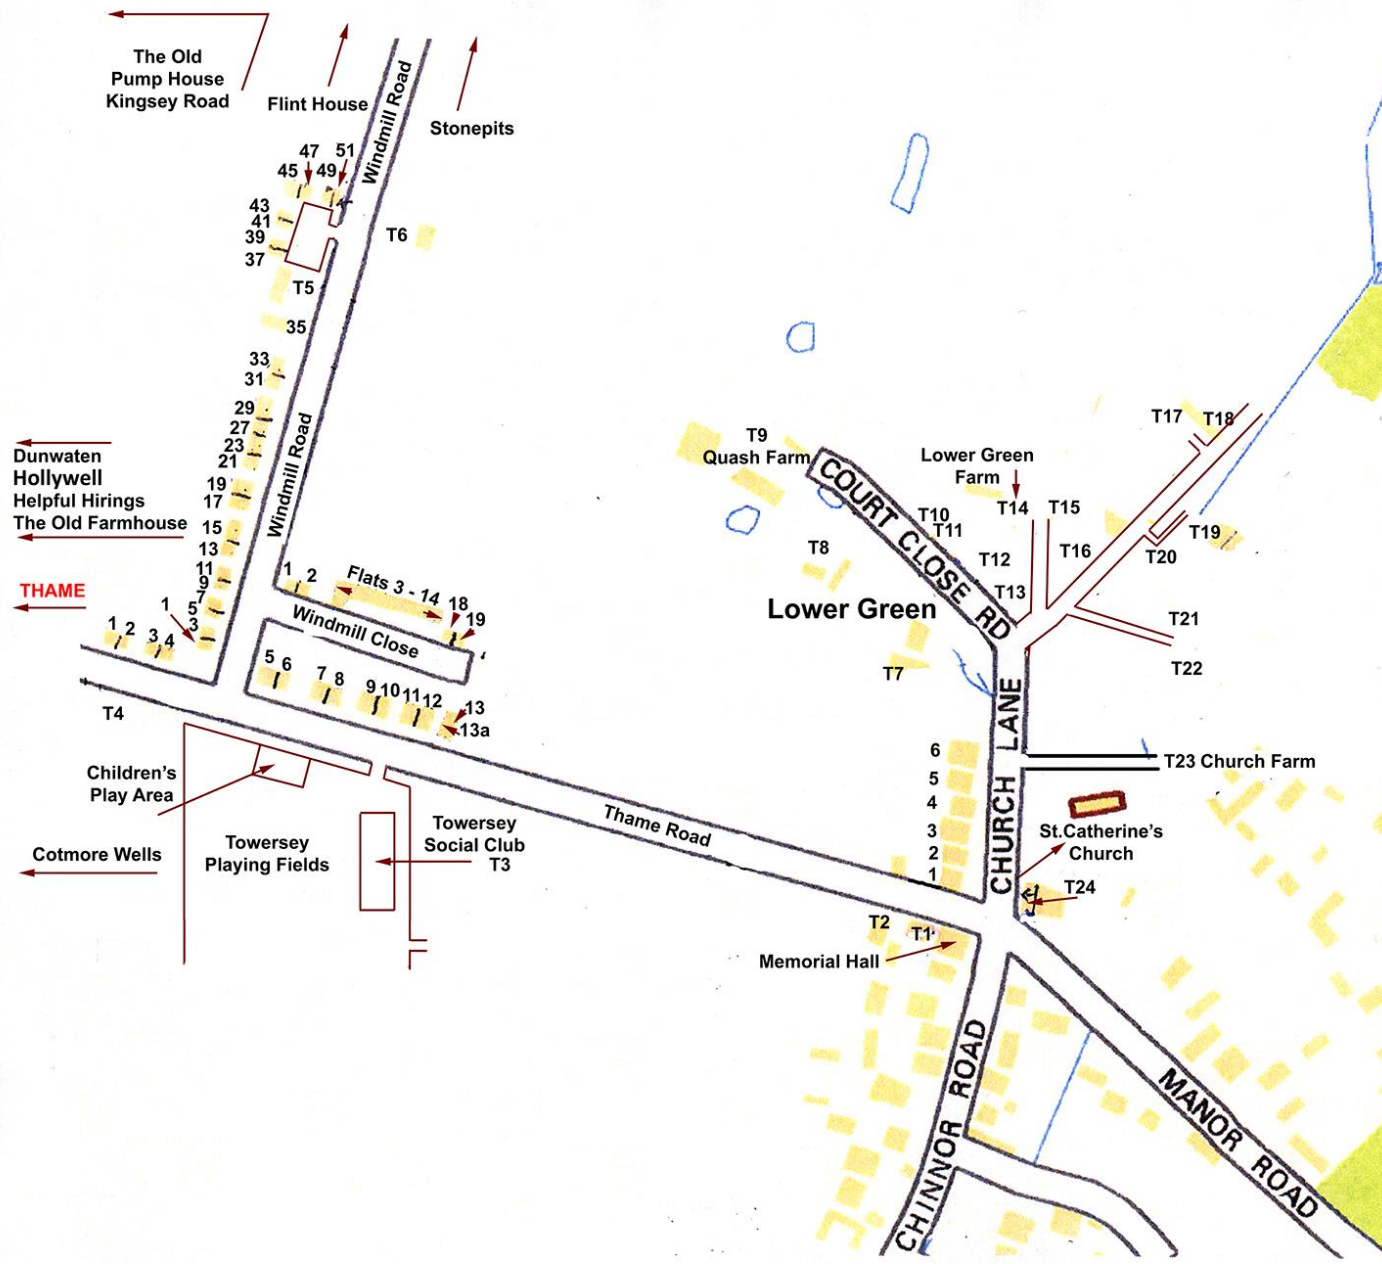 The Old
Pump House
Kingsey Road
Flint House
Stonepits
Windmill Road
47
51
45
49
43
41
39
37
T6
T5
35
33
31
29
27
23
21
19
17
15
13
11
9
7
5
3
1
Windmill Road
Dunwaten
Hollywell
Helpful Hirings
The Old Farmhouse
THAME
1
2
3
4
1
2
Flats 3 - 14
18
19
Windmill Close
5
6
7
8
9
10
11
12
13
13a
T4
Children's
Play Area
Cotmore Wells
Towersey
Playing Fields
Towersey
Social Club
T3
Thame Road
T9
Quash Farm
COURT CLOSE RD
Lower Green
Farm
T14
T15
T10
T11
T12
T13
T16
T17
T18
T19
T20
T21
T22
T8
Lower Green
T7
CHURCH LANE
6
5
4
3
2
1
T23 Church Farm
St.Catherine's
Church
T24
T2
T1
Memorial Hall
CHINNOR ROAD
MANOR ROAD